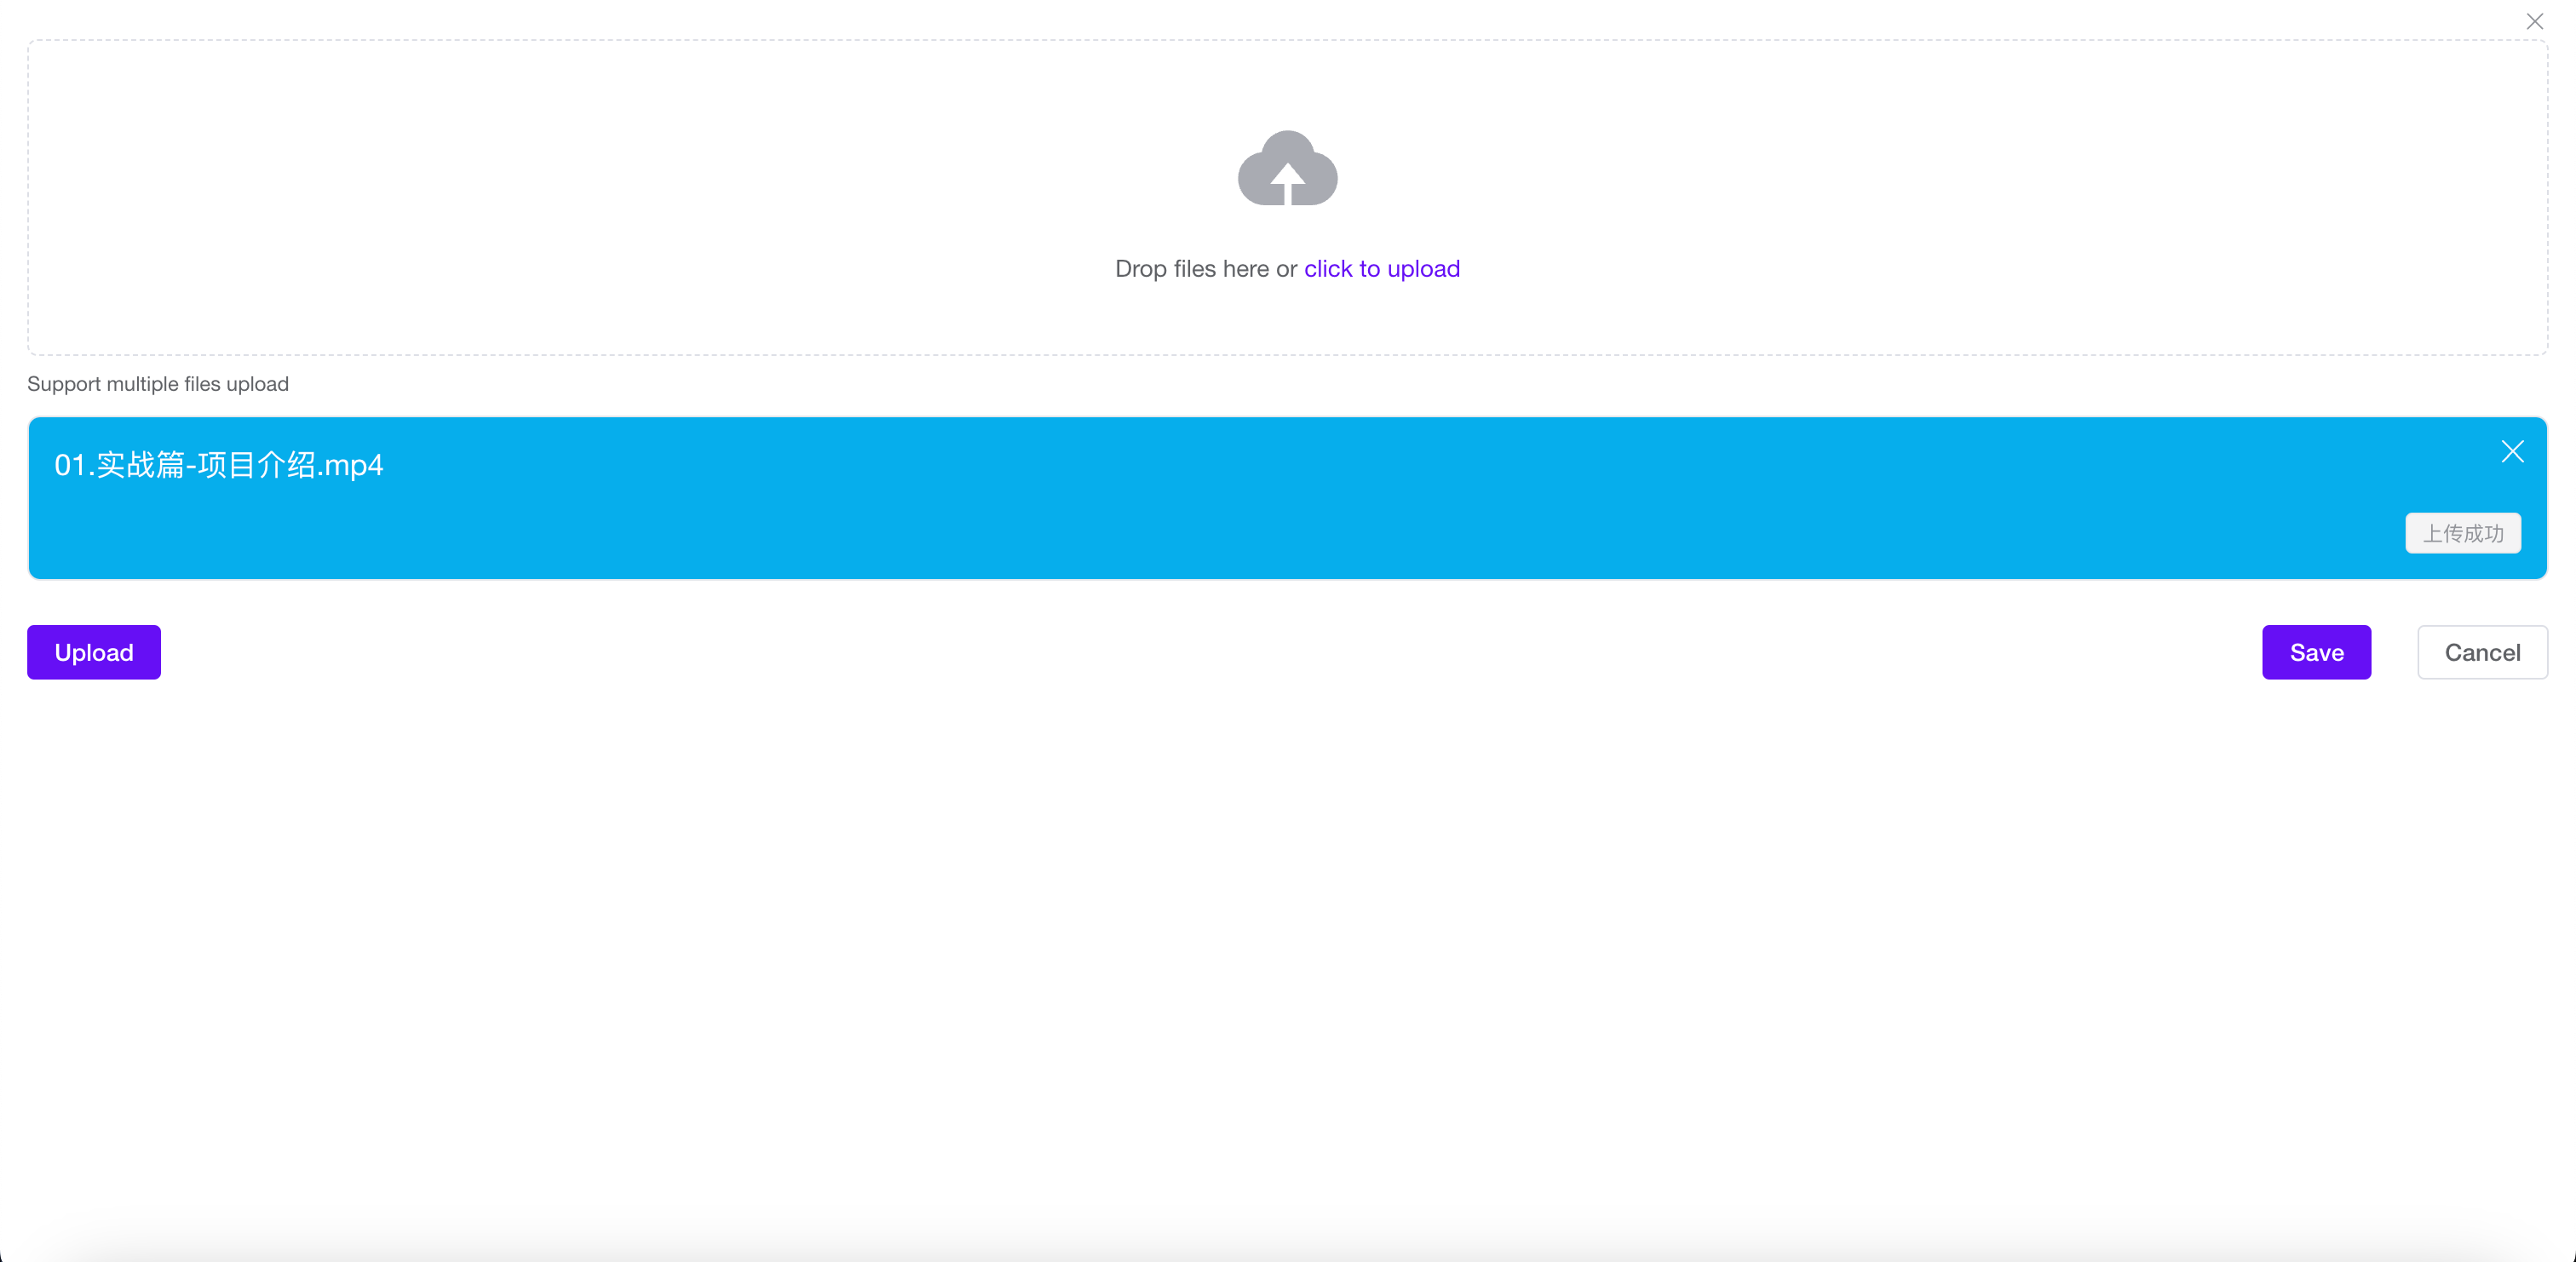 Drop files here or click to upload
Support multiple files upload
01.实战篇-项目介绍.mp4
上传成功
Upload
Save
Cancel